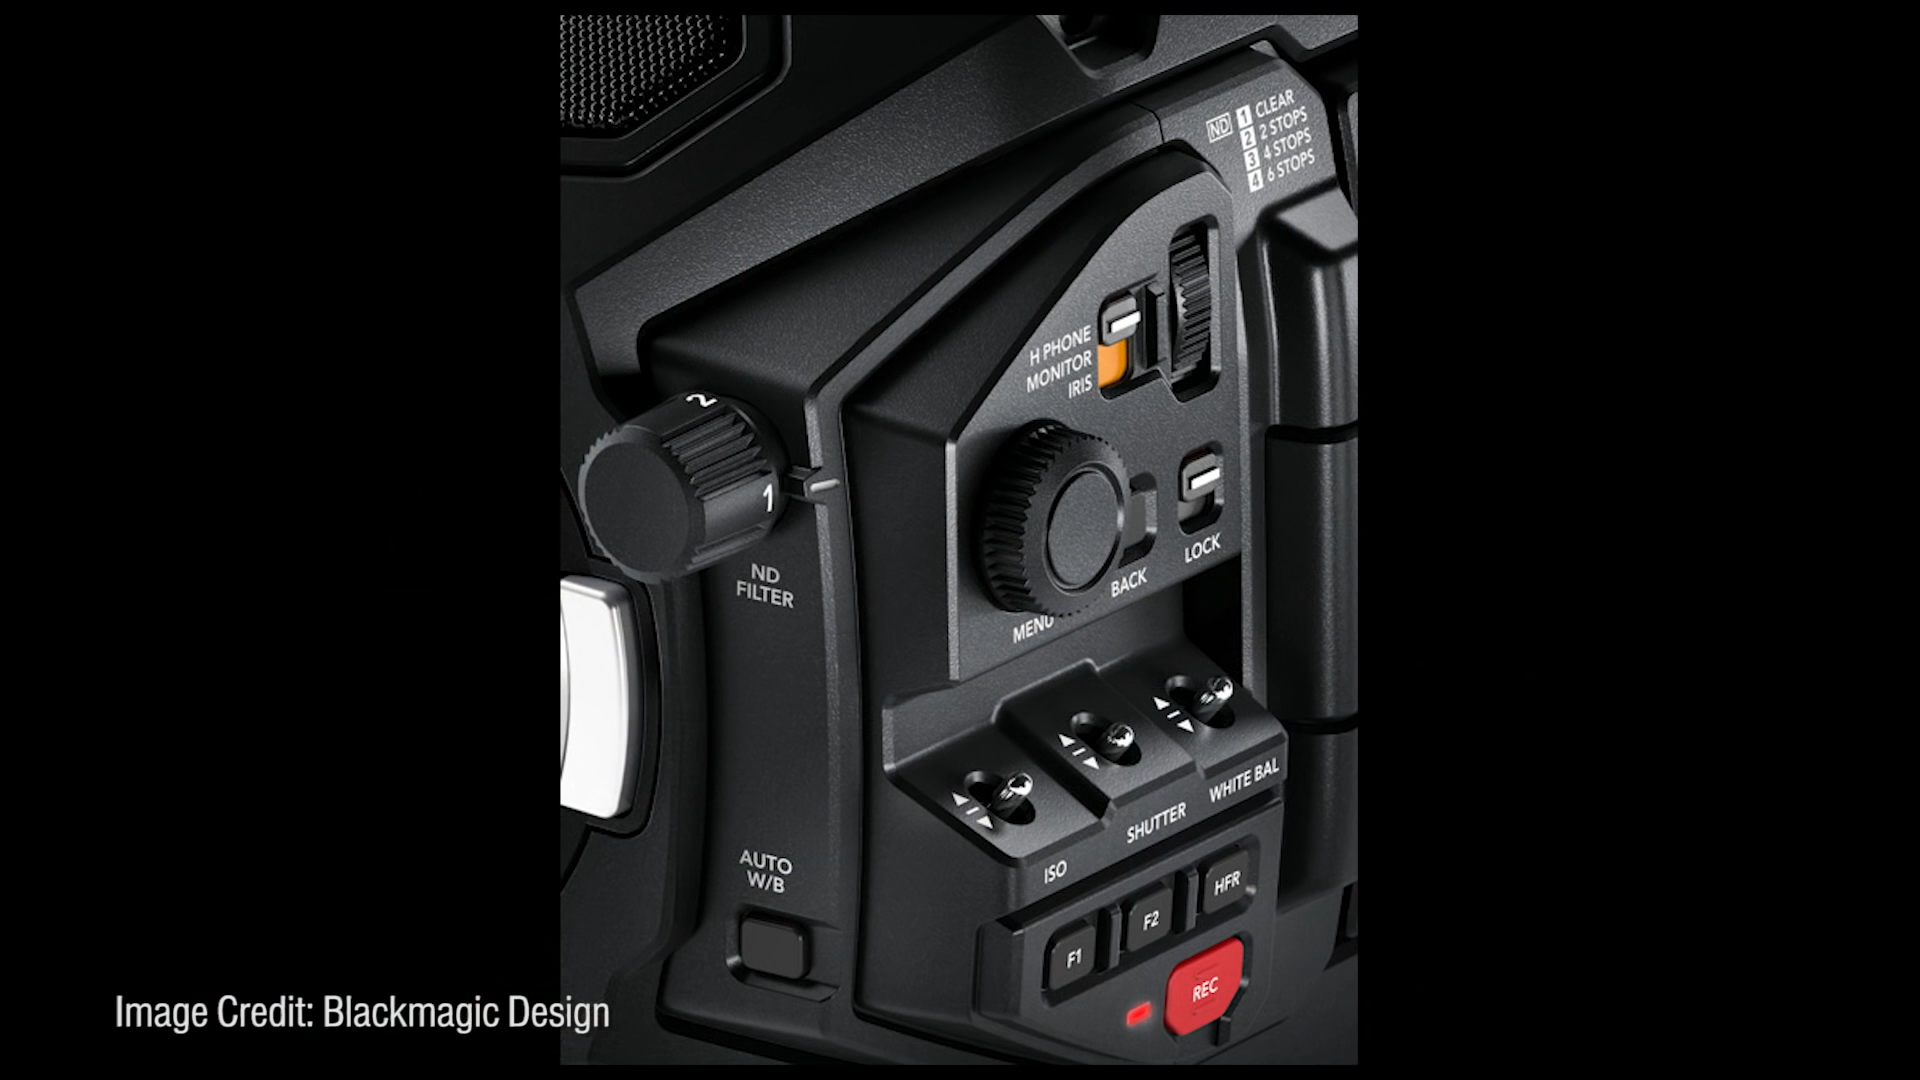 ND
1 CLEAR
2 2 STOPS
3 4 STOPS
4 6 STOPS
H PHONE
MONITOR
IRIS
2
1
ND
FILTER
LOCK
BACK
MENU
WHITE BAL
SHUTTER
ISO
AUTO
W/B
HFR
F2
F1
REC
Image Credit: Blackmagic Design